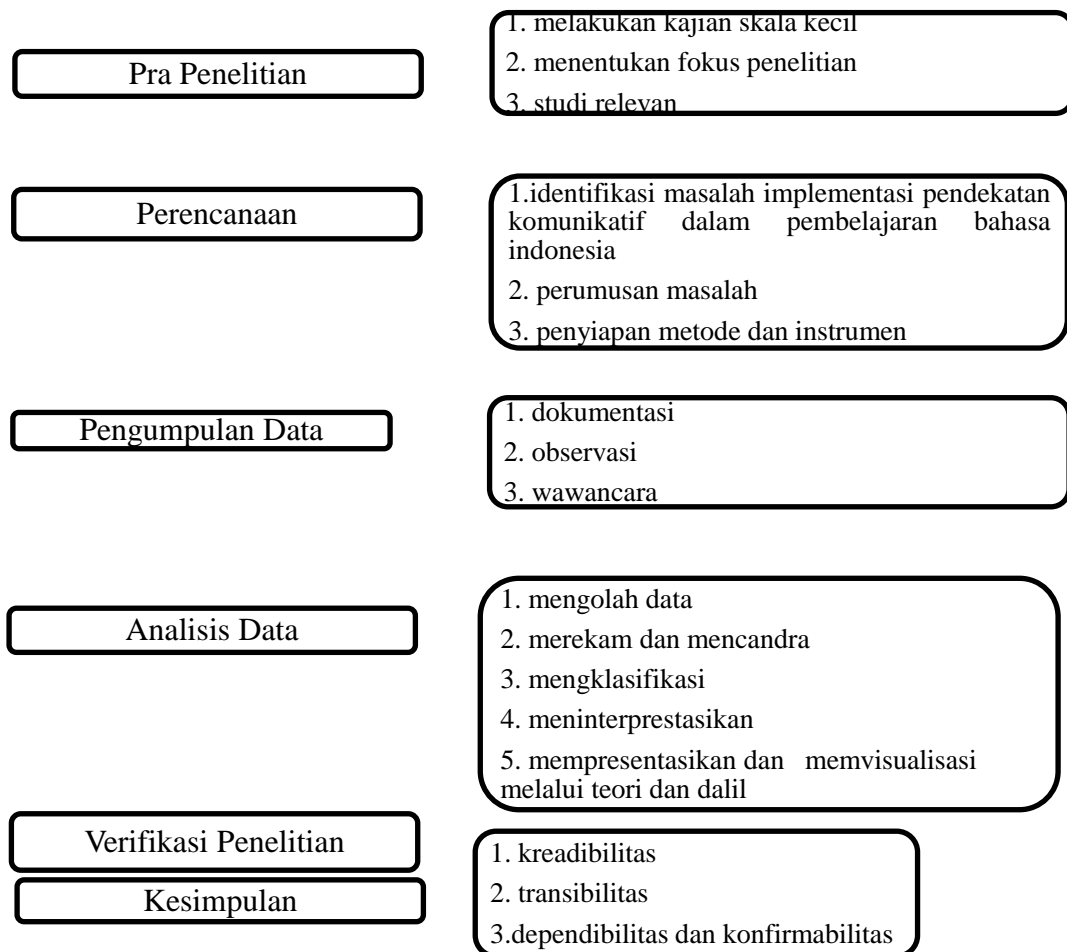 Pra Penelitian
1. melakukan kajian skala kecil
2. menentukan fokus penelitian
3. studi relevan
Perencanaan
1.identifikasi masalah implementasi pendekatan
komunikatif dalam pembelajaran bahasa
indonesia
2. perumusan masalah
3. penyiapan metode dan instrumen
Pengumpulan Data
1. dokumentasi
2. observasi
3. wawancara
Analisis Data
1. mengolah data
2. merekam dan mencandra
3. mengklasifikasi
4. meninterprestasikan
5. mempresentasikan dan memvisualisasi
melalui teori dan dalil
Verifikasi Penelitian
Kesimpulan
1. kreadibilitas
2. transibilitas
3.dependibilitas dan konfirmabilitas